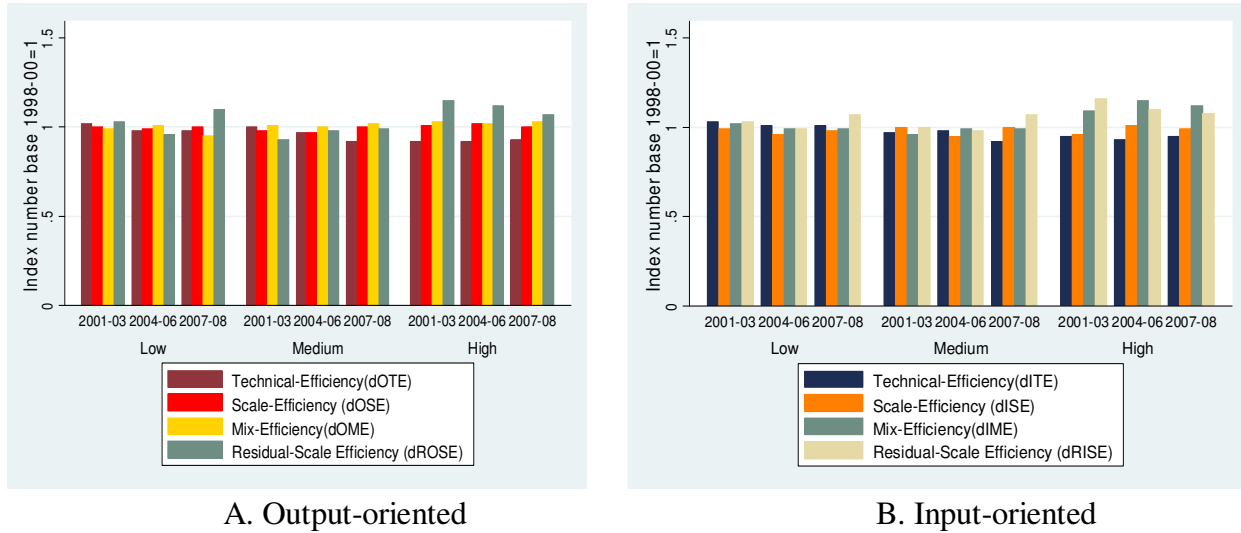 Index number base 1998-00=1
1.5
1
.5
0
2001-03 2004-06 2007-08 2001-03 2004-06 2007-08 2001-03 2004-06 2007-08
Low Medium High
Technical-Efficiency(dOTE)
Scale-Efficiency (dOSE)
Mix-Efficiency(dOME)
Residual-Scale Efficiency (dROSE)
A. Output-oriented
Index number base 1998-00=1
1.5
1
.5
0
2001-03 2004-06 2007-08 2001-03 2004-06 2007-08 2001-03 2004-06 2007-08
Low Medium High
Technical-Efficiency(dITE)
Scale-Efficiency (dISE)
Mix-Efficiency(dIME)
Residual-Scale Efficiency (dRISE)
B. Input-oriented